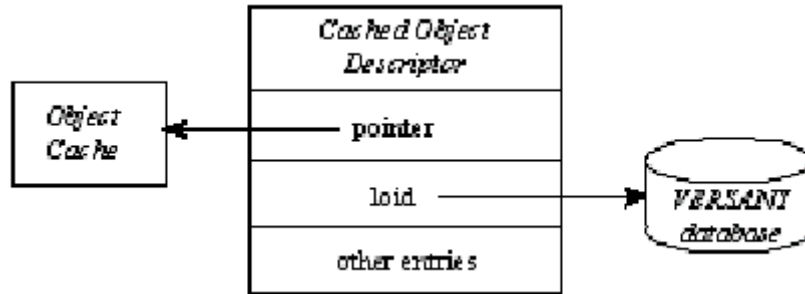 Cached Object
Descriptor
Object
Cache
pointer
loid
VERSANT
database
other entries